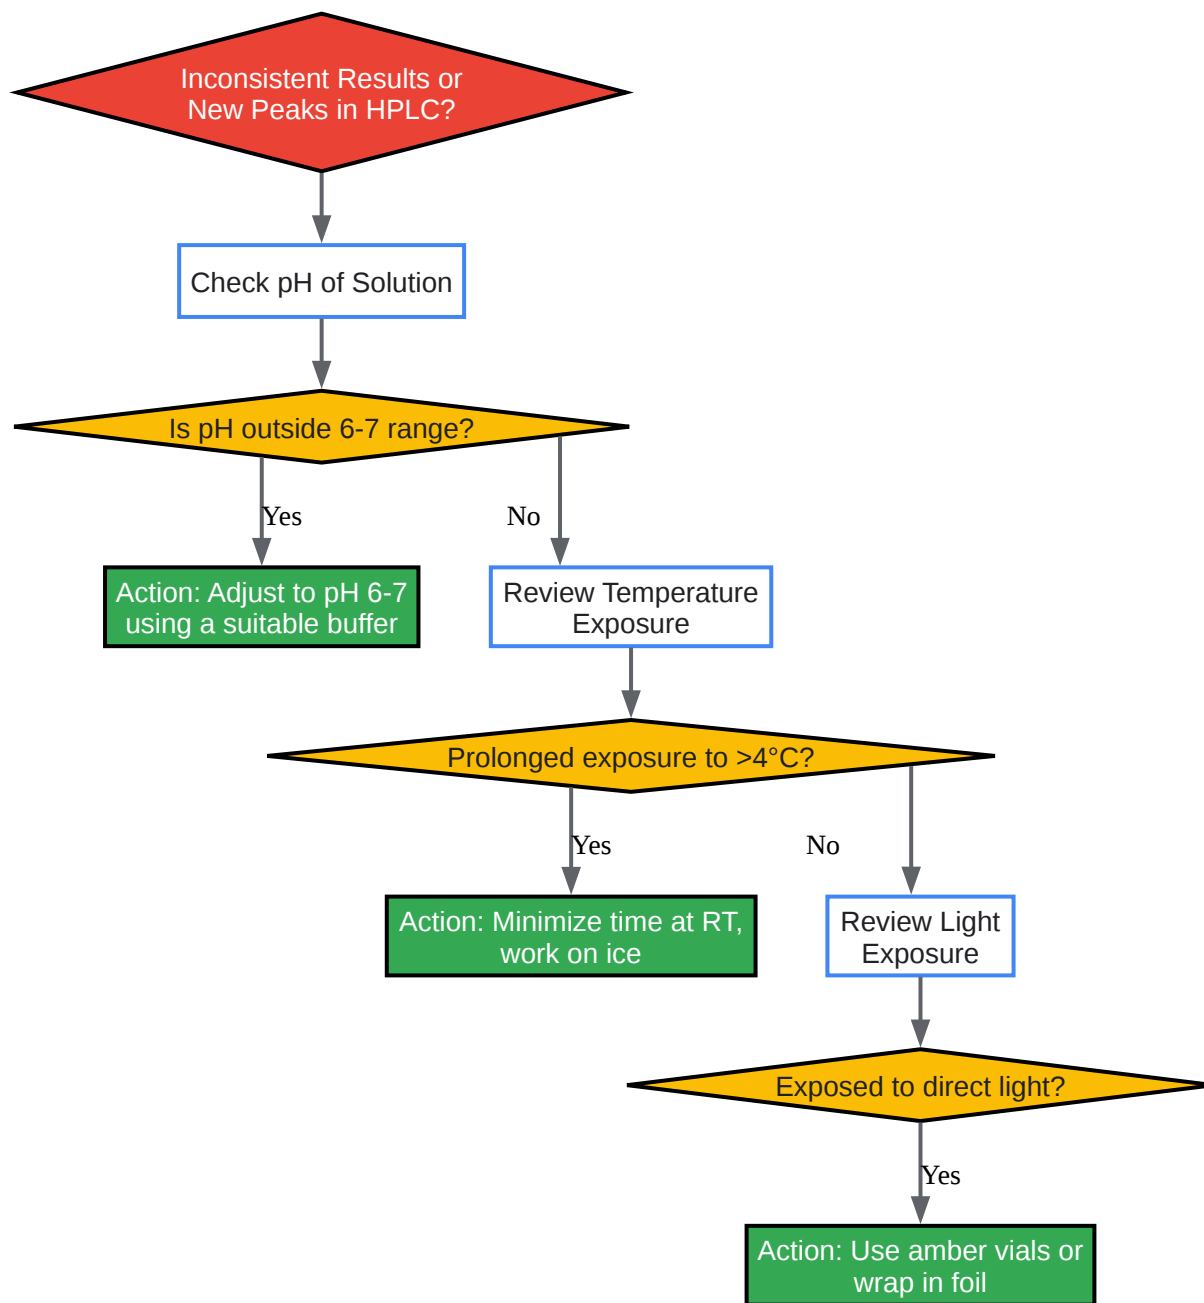 Inconsistent Results or
New Peaks in HPLC?
Check pH of Solution
Is pH outside 6-7 range?
Yes
No
Action: Adjust to pH 6-7
using a suitable buffer
Review Temperature
Exposure
Prolonged exposure to >4°C?
Yes
No
Action: Minimize time at RT,
work on ice
Review Light
Exposure
Exposed to direct light?
Yes
Action: Use amber vials or
wrap in foil